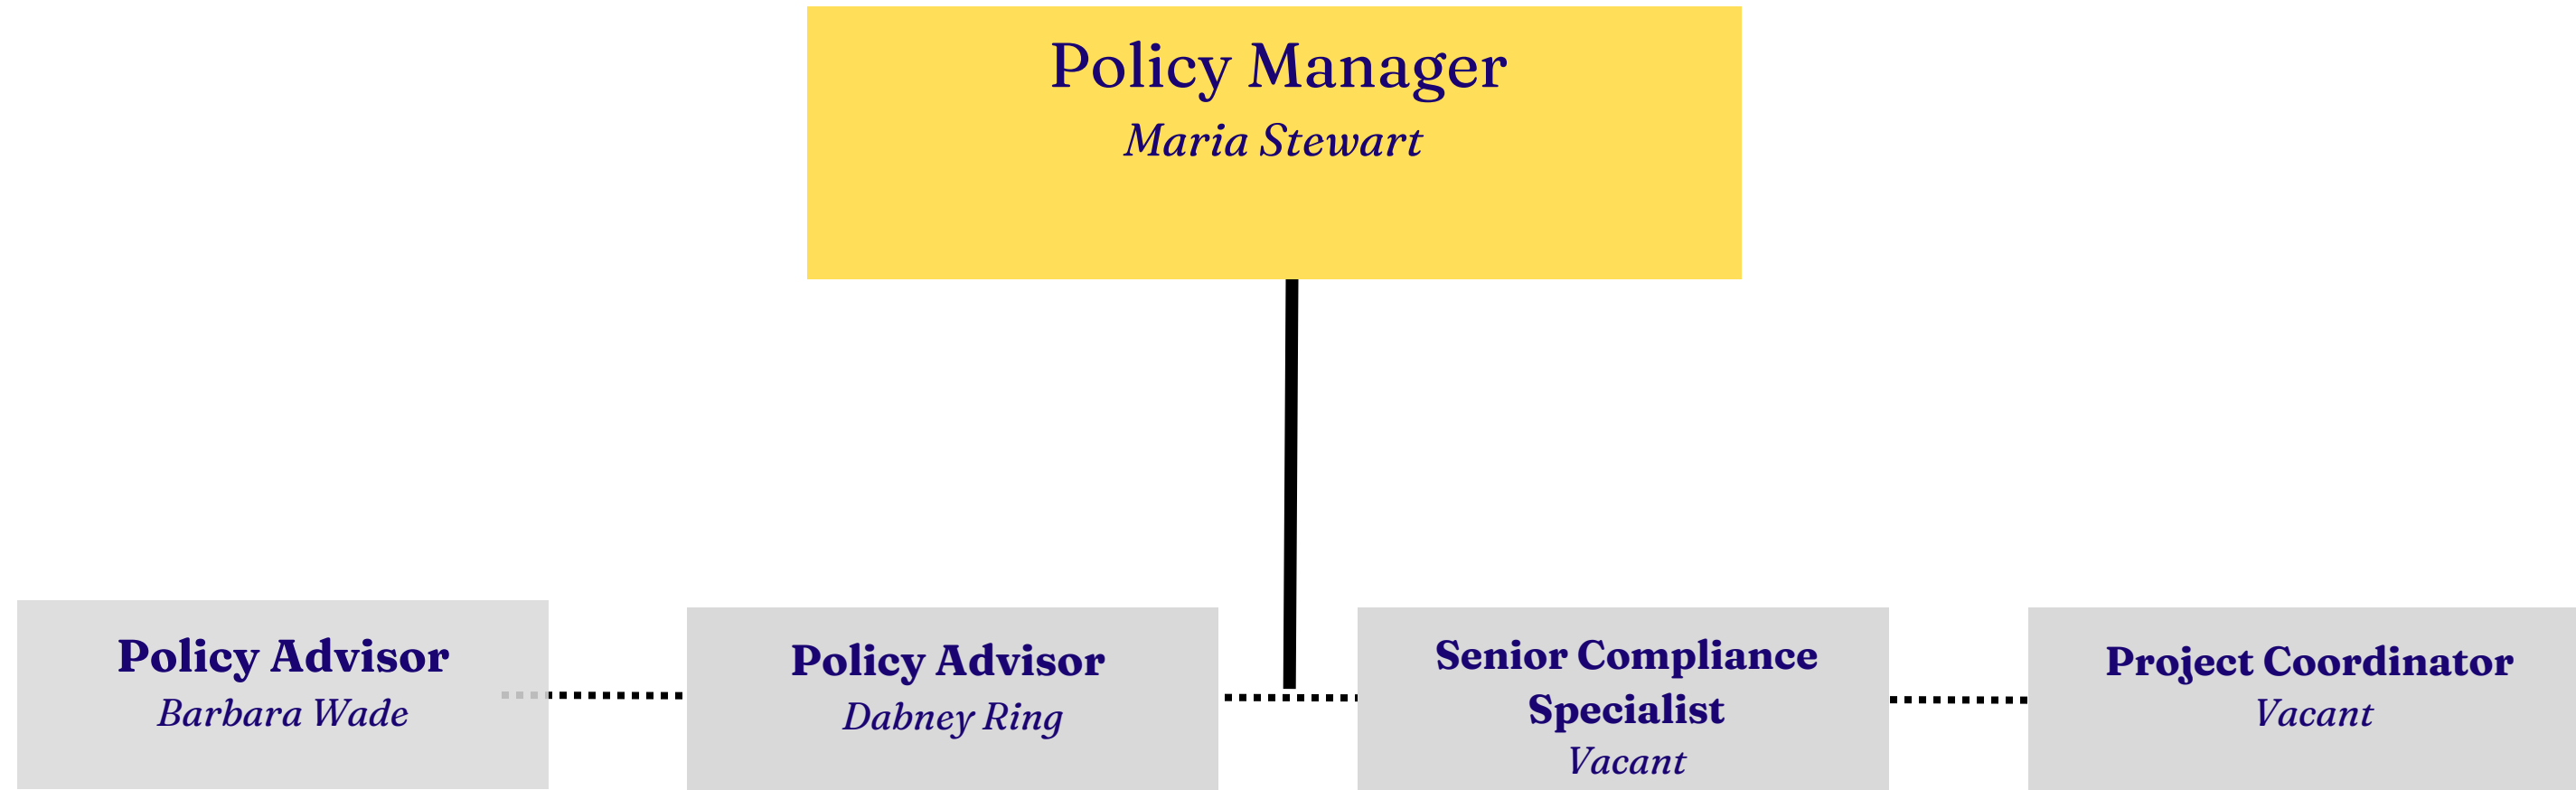 Policy Manager
Maria Stewart
Policy Advisor
Barbara Wade
Policy Advisor
Dabney Ring
Senior Compliance
Specialist
Vacant
Project Coordinator
Vacant